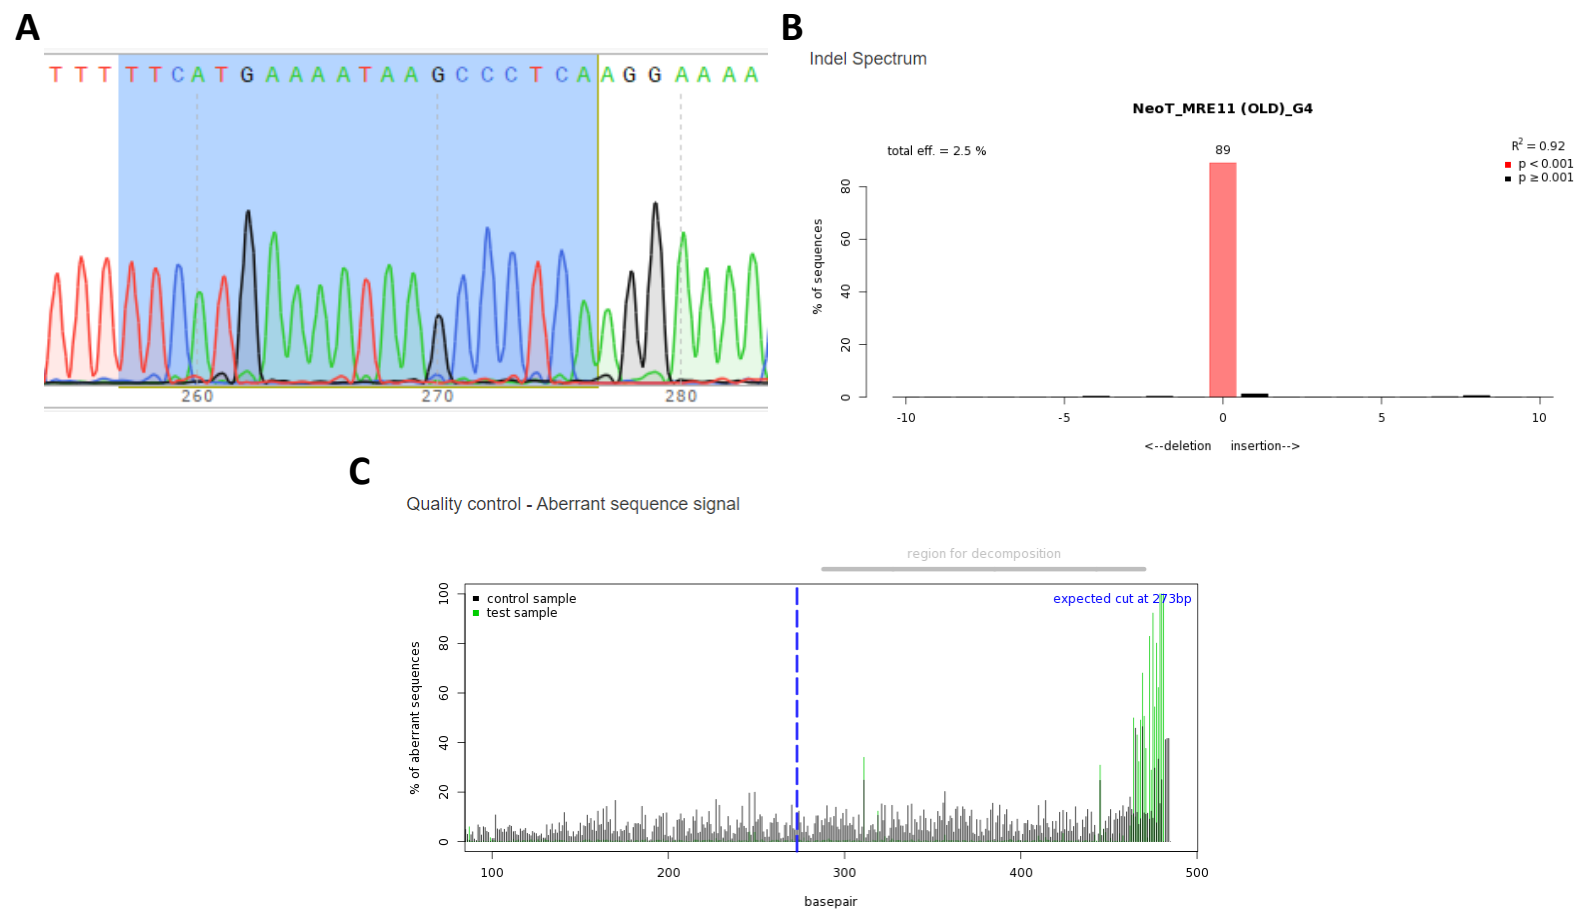 A
T T T T T C A T G A A A A T A A G C C C T C A A G G A A A A
260 270 280
B
Indel Spectrum
NeoT_MRE11 (OLD)_G4
total eff. = 2.5 %
89
R² = 0.92
p < 0.001
p ≥ 0.001
% of sequences
0 20 40 60 80
-10 -5 0 5 10
<--deletion insertion-->
C
Quality control - Aberrant sequence signal
region for decomposition
control sample
test sample
expected cut at 273bp
% of aberrant sequences
0 20 40 60 80 100
100 200 300 400 500
basepair